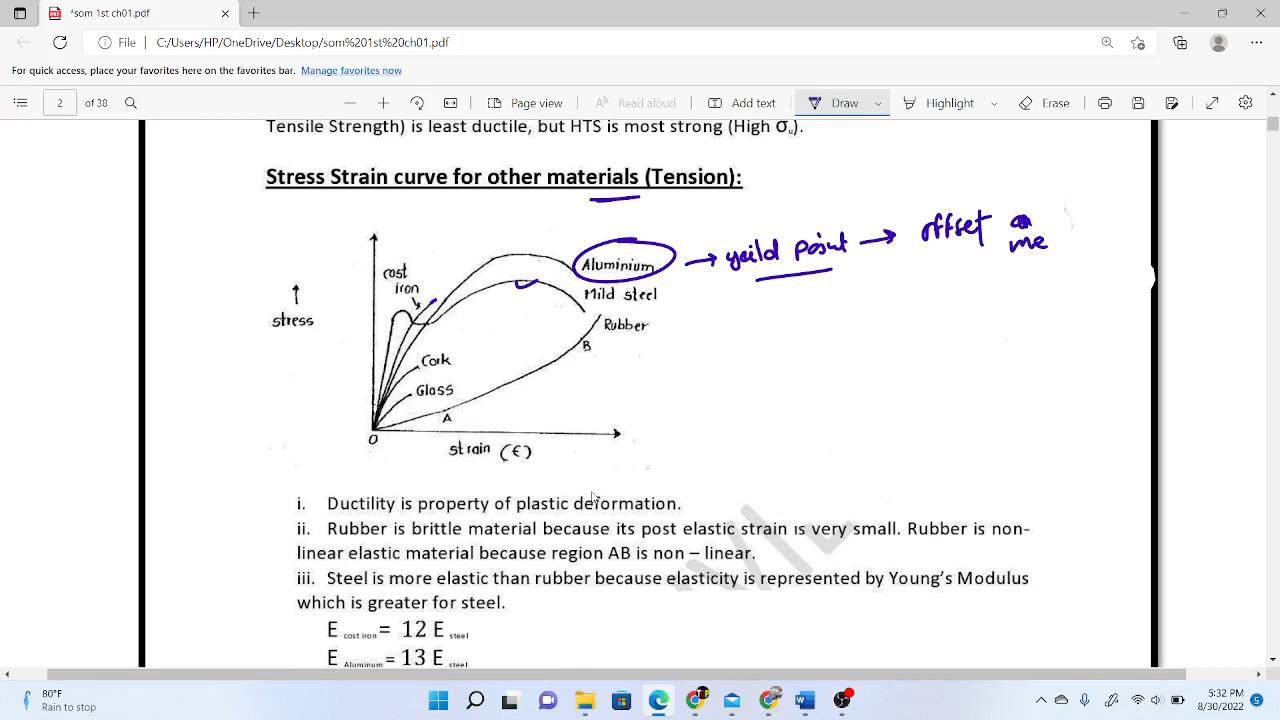 *som 1st ch01.pdf
File
C:/Users/HP/OneDrive/Desktop/som%201st%20ch01.pdf
For quick access, place your favorites here on the favorites bar. Manage favorites now
2 of 38
Page view
Read aloud
Add text
Draw
Highlight
Erase
Tensile Strength) is least ductile, but HTS is most strong (High σu).
Stress Strain curve for other materials (Tension):
offset
me
yeild point
Aluminium
cost
iron
Mild steel
stress
Rubber
B
Cork
Glass
A
O
strain (ε)
i. Ductility is property of plastic deformation.
ii. Rubber is brittle material because its post elastic strain is very small. Rubber is non-
linear elastic material because region AB is non – linear.
iii. Steel is more elastic than rubber because elasticity is represented by Young's Modulus
which is greater for steel.
E cost iron = 12 E steel
E Aluminum = 13 E steel
80°F
Rain to stop
5:32 PM
8/30/2022
5